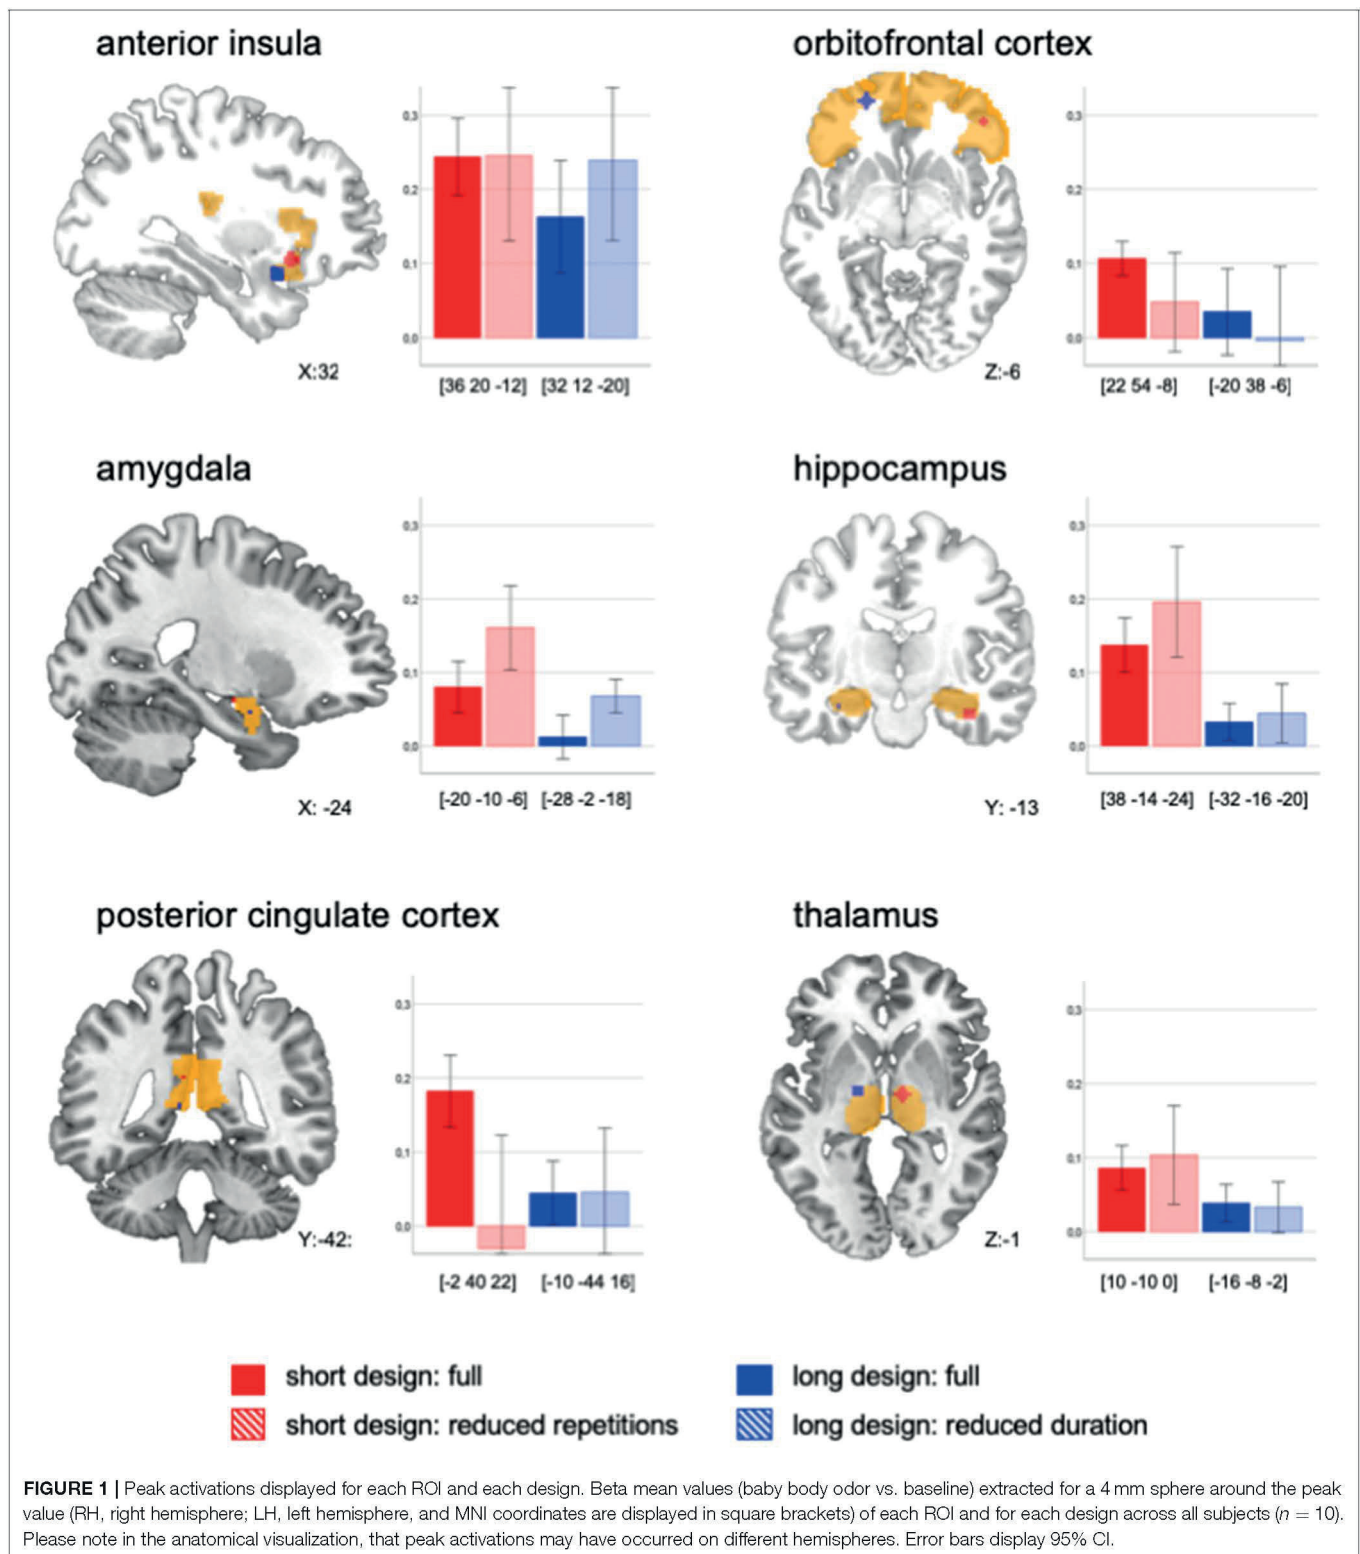 anterior insula
0.3
0.2
0.1
0.0
X:32
[36 20 -12] [32 12 -20]
orbitofrontal cortex
0.3
0.2
0.1
0.0
Z:-6
[22 54 -8] [-20 38 -6]
amygdala
0.3
0.2
0.1
0.0
X: -24
[-20 -10 -6] [-28 -2 -18]
hippocampus
0.3
0.2
0.1
0.0
Y: -13
[38 -14 -24] [-32 -16 -20]
posterior cingulate cortex
0.3
0.2
0.1
0.0
Y:-42:
[-2 40 22] [-10 -44 16]
thalamus
0.3
0.2
0.1
0.0
Z:-1
[10 -10 0] [-16 -8 -2]
short design: full
long design: full
short design: reduced repetitions
long design: reduced duration
FIGURE 1 | Peak activations displayed for each ROI and each design. Beta mean values (baby body odor vs. baseline) extracted for a 4 mm sphere around the peak
value (RH, right hemisphere; LH, left hemisphere, and MNI coordinates are displayed in square brackets) of each ROI and for each design across all subjects (n = 10).
Please note in the anatomical visualization, that peak activations may have occurred on different hemispheres. Error bars display 95% CI.